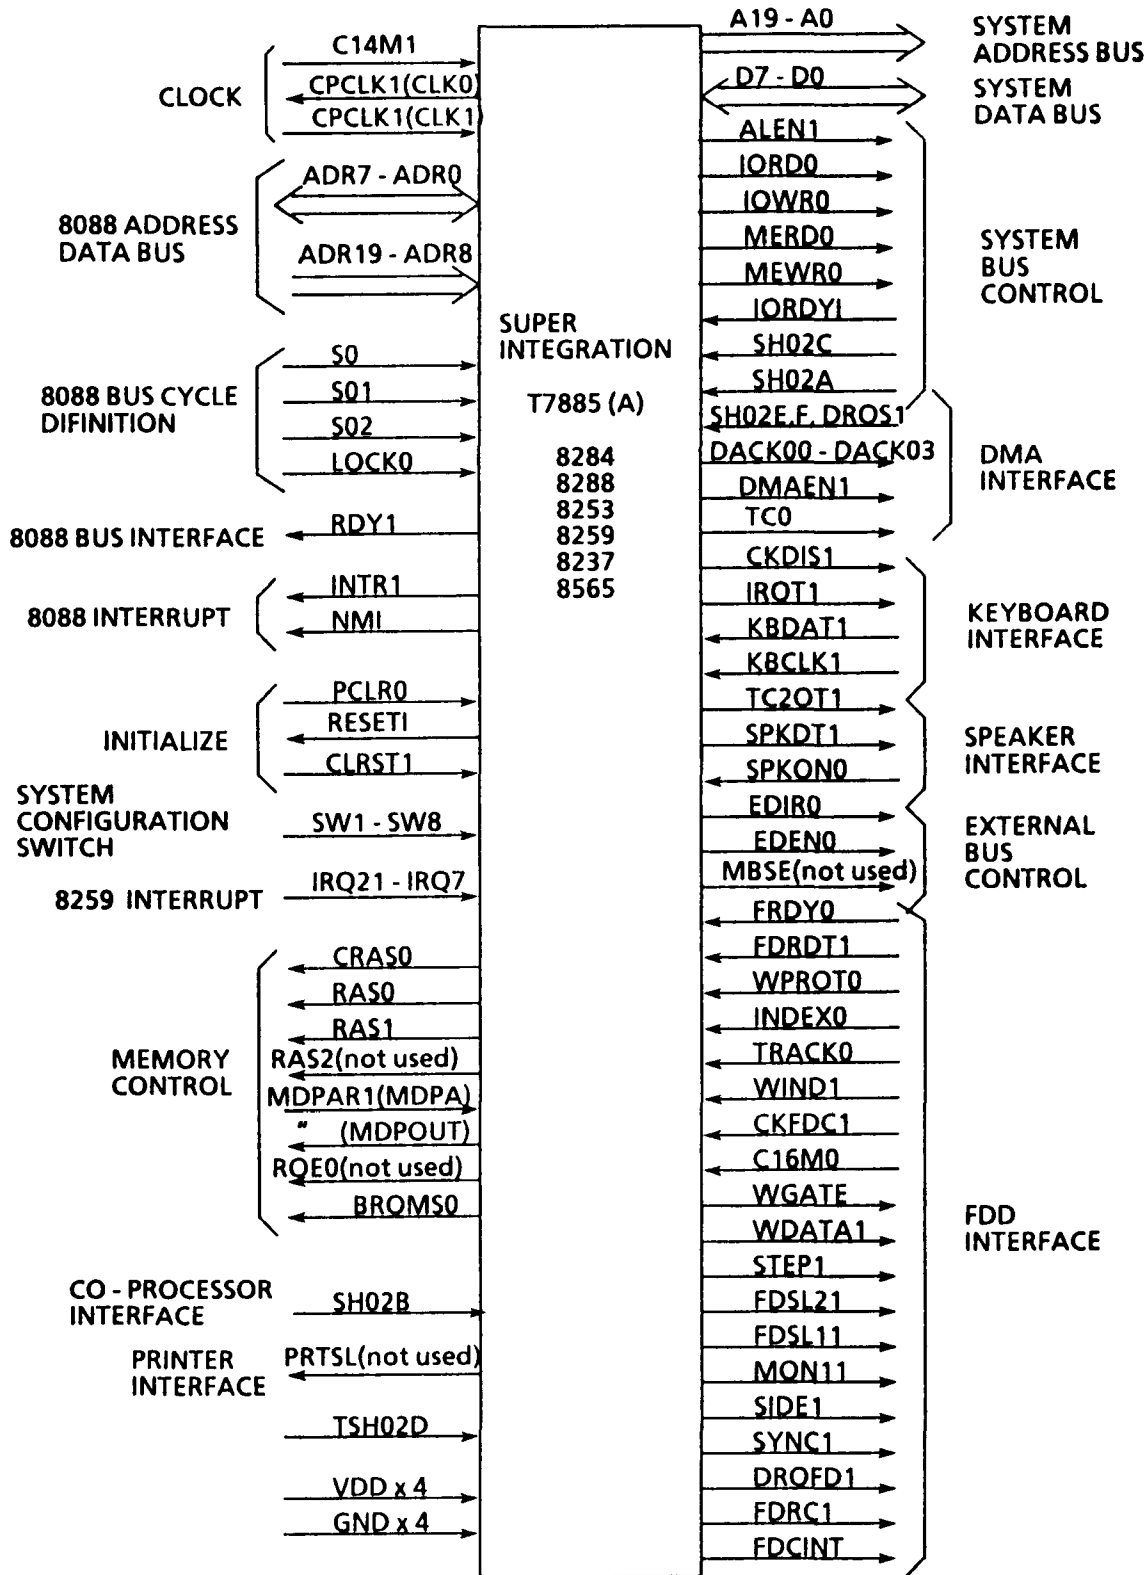 CLOCK
C14M1
CPCLK1(CLK0)
CPCLK1(CLK1)
8088 ADDRESS
DATA BUS
ADR7 - ADR0
ADR19 - ADR8
8088 BUS CYCLE
DIFINITION
S0
S01
S02
LOCK0
8088 BUS INTERFACE
RDY1
8088 INTERRUPT
INTR1
NMI
INITIALIZE
PCLR0
RESETI
CLRST1
SYSTEM
CONFIGURATION
SWITCH
SW1 - SW8
8259 INTERRUPT
IRQ21 - IRQ7
MEMORY
CONTROL
CRAS0
RAS0
RAS1
RAS2(not used)
MDPAR1(MDPA)
" (MDPOUT)
ROE0(not used)
BROMS0
CO - PROCESSOR
INTERFACE
SH02B
PRINTER
INTERFACE
PRTSL(not used)
TSH02D
VDD x 4
GND x 4
SUPER
INTEGRATION
T7885 (A)
8284
8288
8253
8259
8237
8565
A19 - A0
SYSTEM
ADDRESS BUS
D7 - D0
SYSTEM
DATA BUS
ALEN1
IORD0
IOWR0
MERD0
MEWR0
IORDYI
SH02C
SH02A
SYSTEM
BUS
CONTROL
SH02E,F, DROS1
DACK00 - DACK03
DMAEN1
TC0
DMA
INTERFACE
CKDIS1
IROT1
KBDAT1
KBCLK1
KEYBOARD
INTERFACE
TC2OT1
SPKDT1
SPKON0
SPEAKER
INTERFACE
EDIR0
EDEN0
MBSE(not used)
EXTERNAL
BUS
CONTROL
FRDY0
FDRDT1
WPROT0
INDEX0
TRACK0
WIND1
CKFDC1
C16M0
WGATE
WDATA1
STEP1
FDSL21
FDSL11
MON11
SIDE1
SYNC1
DROFD1
FDRC1
FDCINT
FDD
INTERFACE